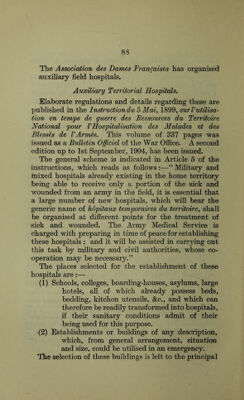 88
The Association des Dames Françaises has organised
auxiliary field hospitals.
Auxiliary Territorial Hospitals.
Elaborate regulations and details regarding these are
published in the Instruction du 5 Mai, 1899, sur l'utilisa-
tion en temps de guerre des Ressources du Territoire
National pour l'Hospitalisation des Malades et des
Blessés de l'Armée. This volume of 337 pages was
issued as a Bulletin Officiel of the War Office. A second
edition up to 1st September, 1904, has been issued.
The general scheme is indicated in Article 5 of the
instructions, which reads as follows:—"Military and
mixed hospitals already existing in the home territory
being able to receive only a portion of the sick and
wounded from an army in the field, it is essential that
a large number of new hospitals, which will bear the
generic name of hôpitaux temporaires du territoire, shall
be organised at different points for the treatment of
sick and wounded. The Army Medical Service is
charged with preparing in time of peace for establishing
these hospitals; and it will be assisted in carrying out
this task by military and civil authorities, whose co-
operation may be necessary."
The places selected for the establishment of these
hospitals are:—
(1) Schools, colleges, boarding-houses, asylums, large
hotels, all of which already possess beds,
bedding, kitchen utensils, &c., and which can
therefore be readily transformed into hospitals,
if their sanitary conditions admit of their
being used for this purpose.
(2) Establishments or buildings of any description,
which, from general arrangement, situation
and size, could be utilised in an emergency.
The selection of these buildings is left to the principal